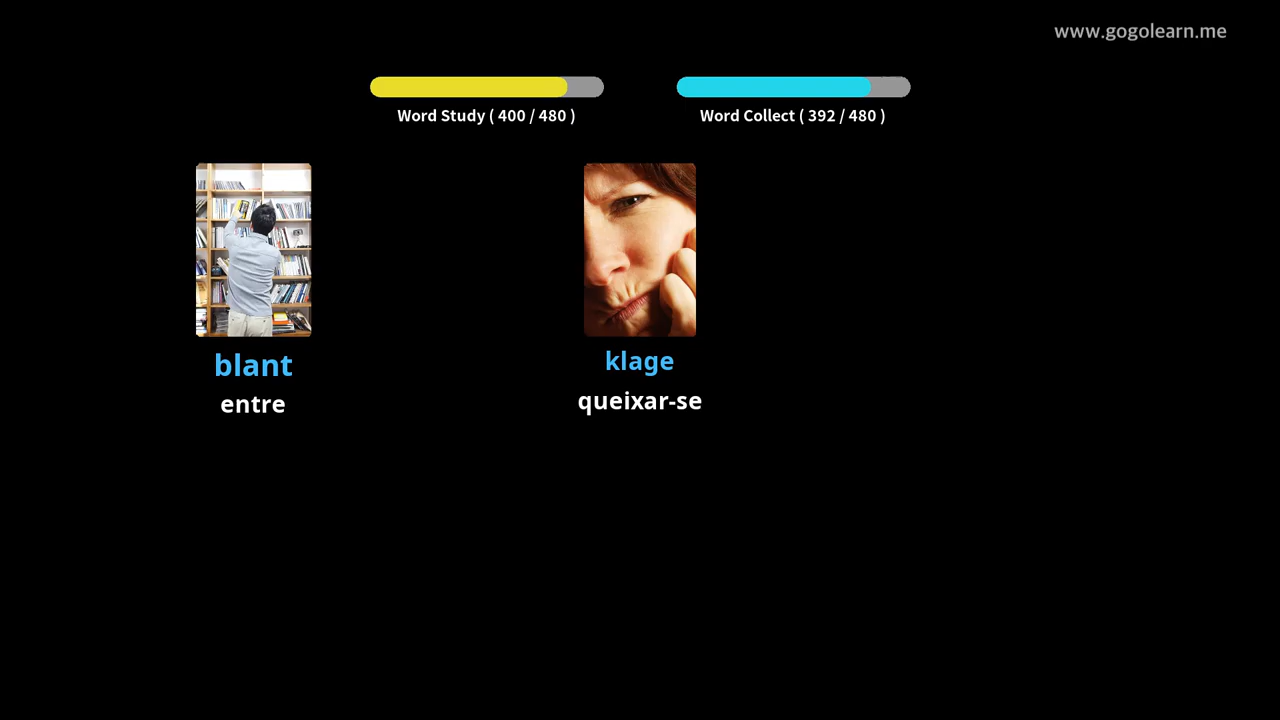 www.gogolearn.me
Word Study ( 400 / 480 )
Word Collect ( 392 / 480 )
blant
entre
klage
queixar-se